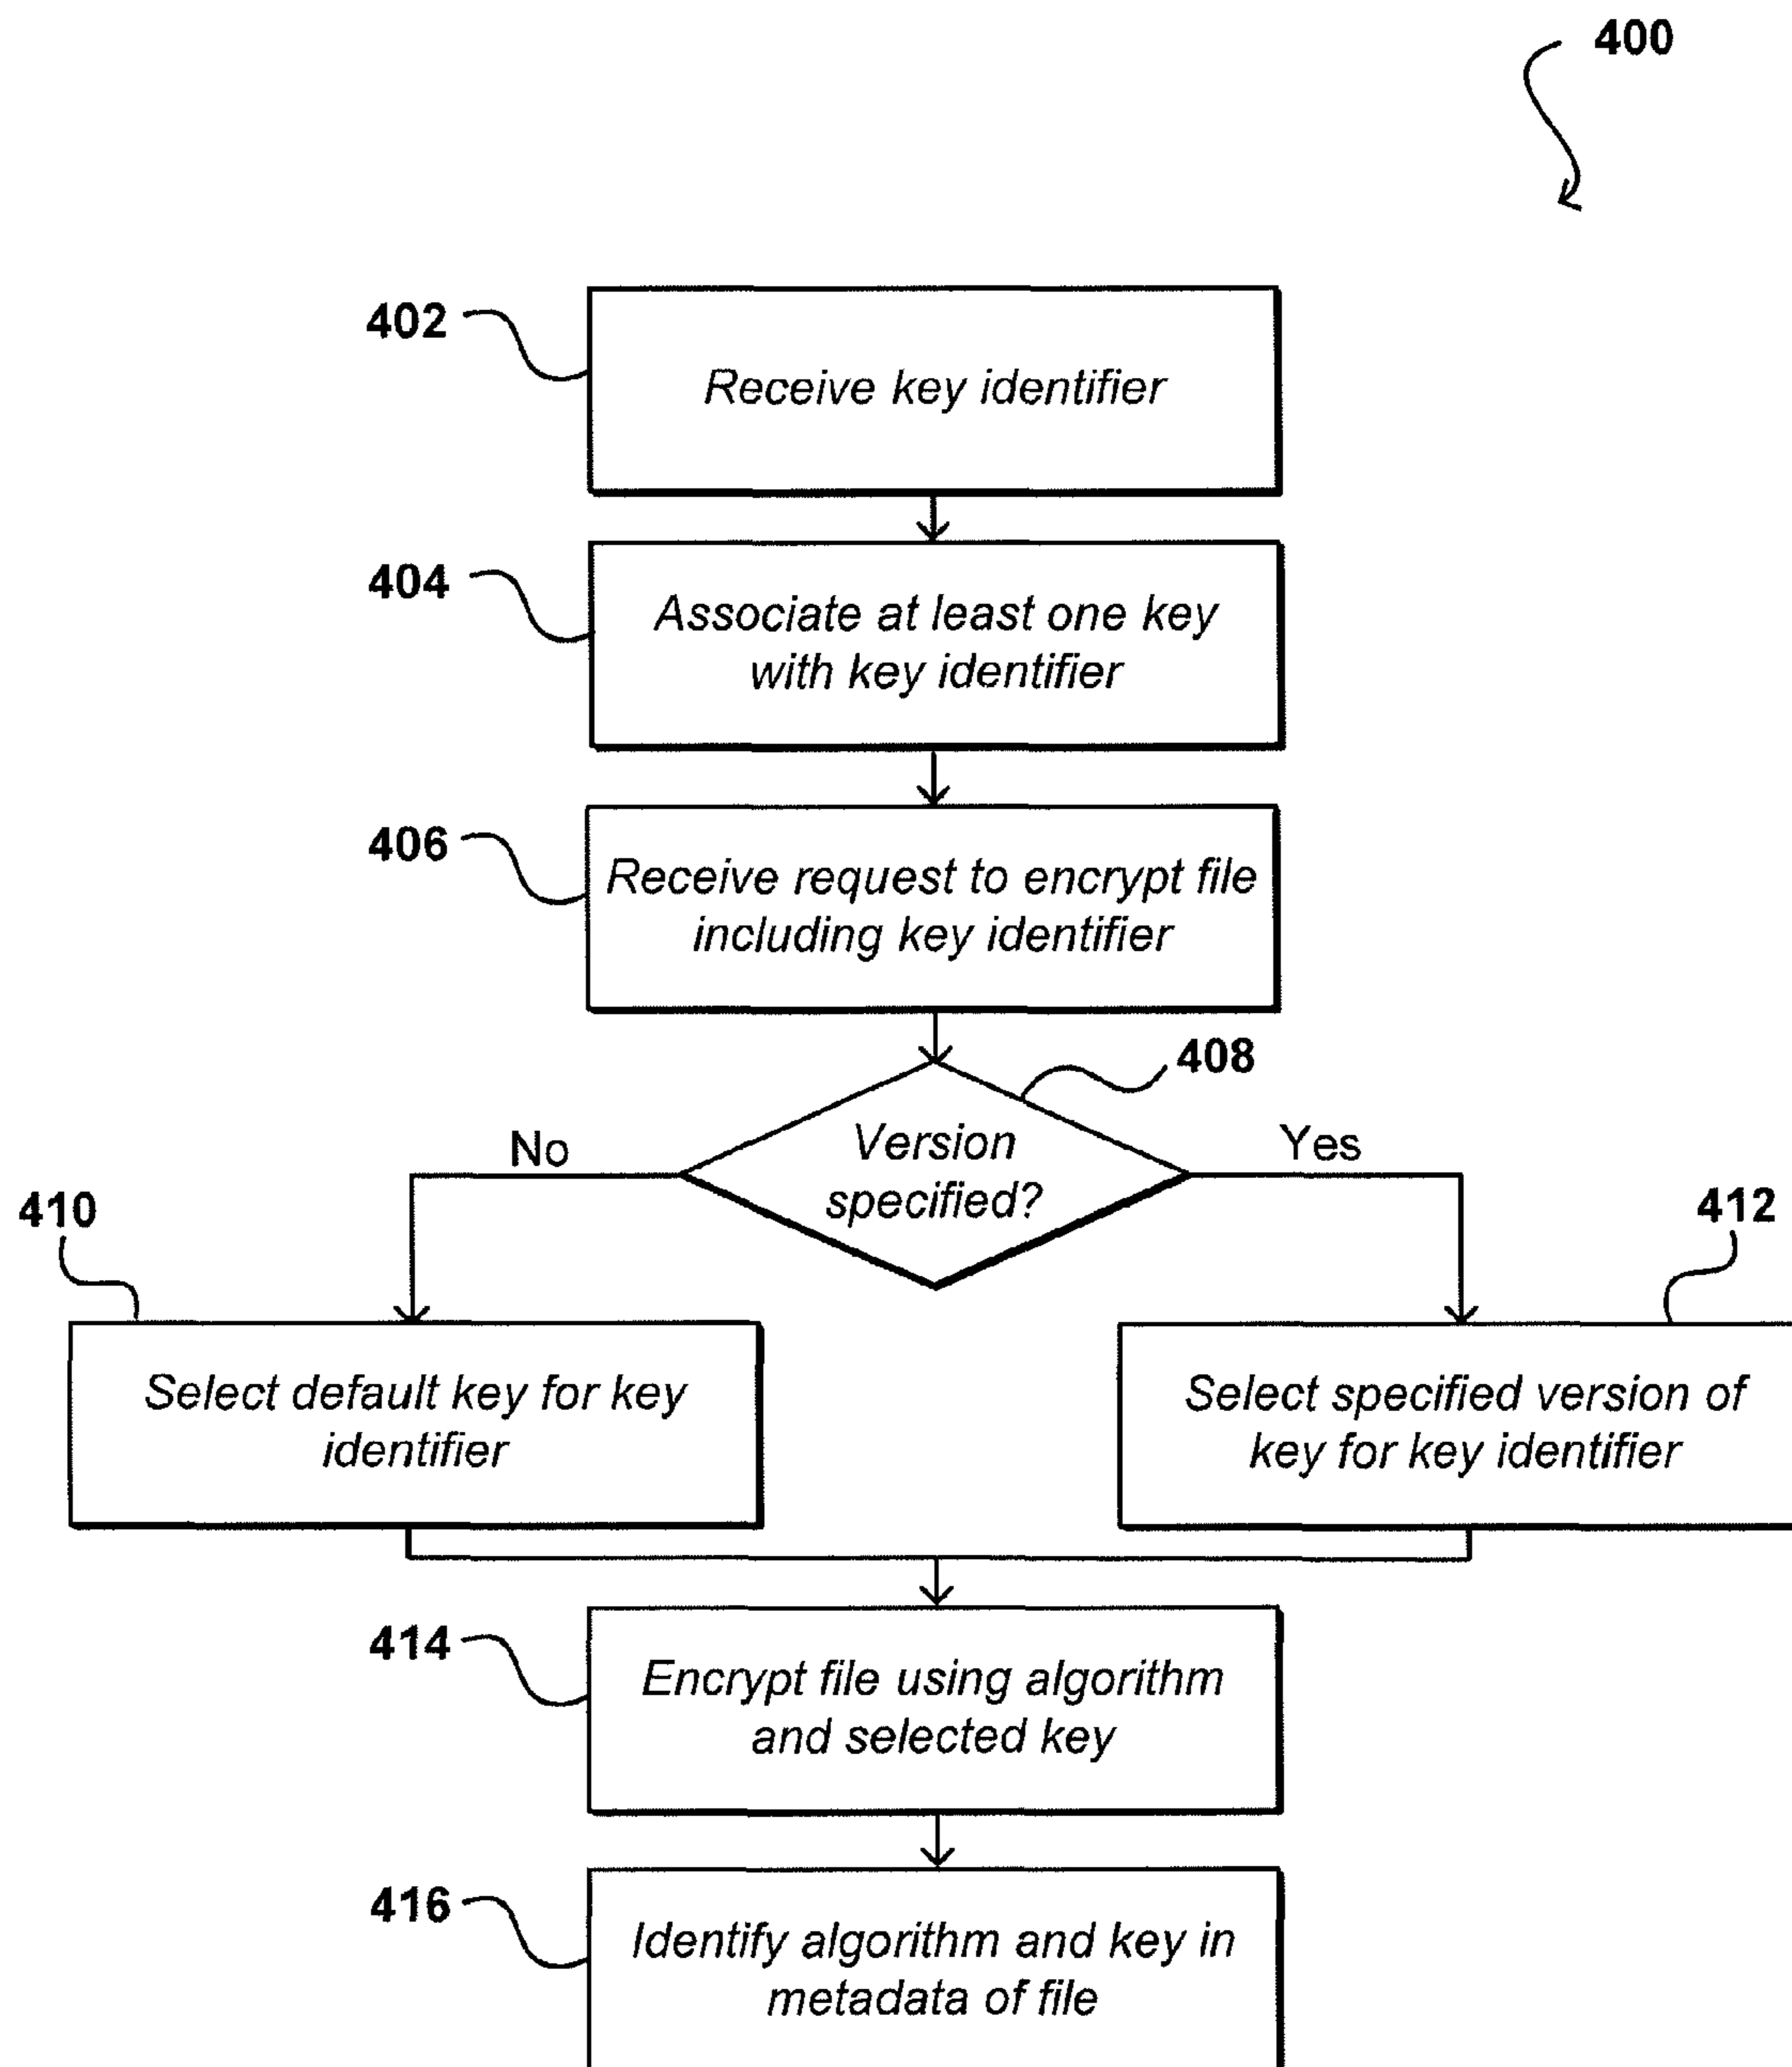 400
402
Receive key identifier
404
Associate at least one key
with key identifier
406
Receive request to encrypt file
including key identifier
408
Version
specified?
No
Yes
410
412
Select default key for key
identifier
Select specified version of
key for key identifier
414
Encrypt file using algorithm
and selected key
416
Identify algorithm and key in
metadata of file